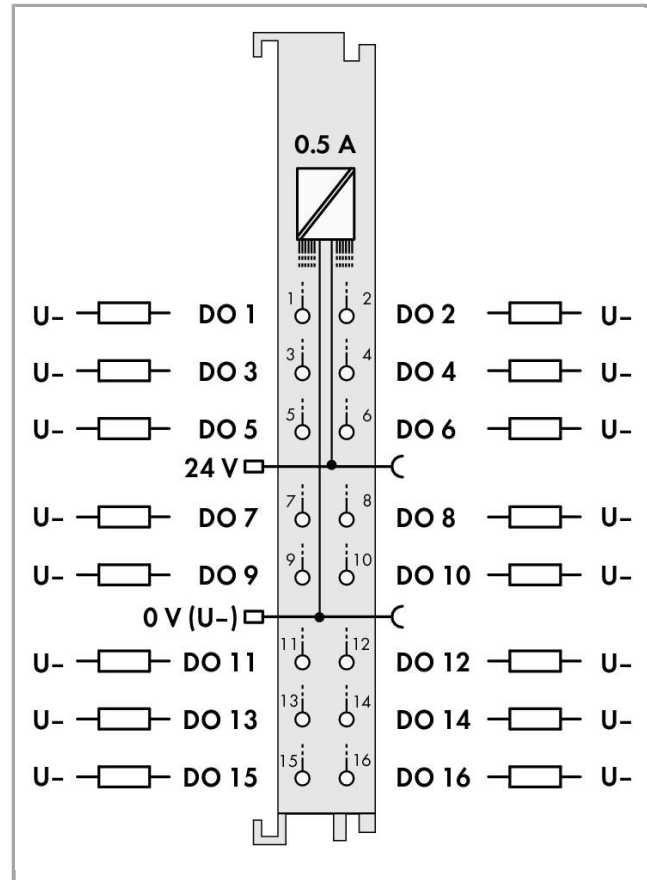 0.5 A
U– DO 1 1 2 DO 2 U–
U– DO 3 3 4 DO 4 U–
U– DO 5 5 6 DO 6 U–
24 V
U– DO 7 7 8 DO 8 U–
U– DO 9 9 10 DO 10 U–
0 V (U–)
U– DO 11 11 12 DO 12 U–
U– DO 13 13 14 DO 14 U–
U– DO 15 15 16 DO 16 U–